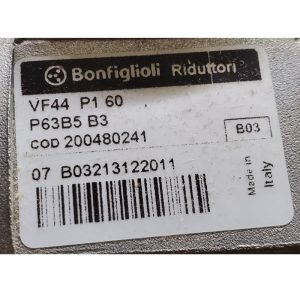 Bonfiglioli Riduttori
VF44 P1 60
P63B5 B3
COD 200480241
B03
07 B03213122011
Made in
Italy